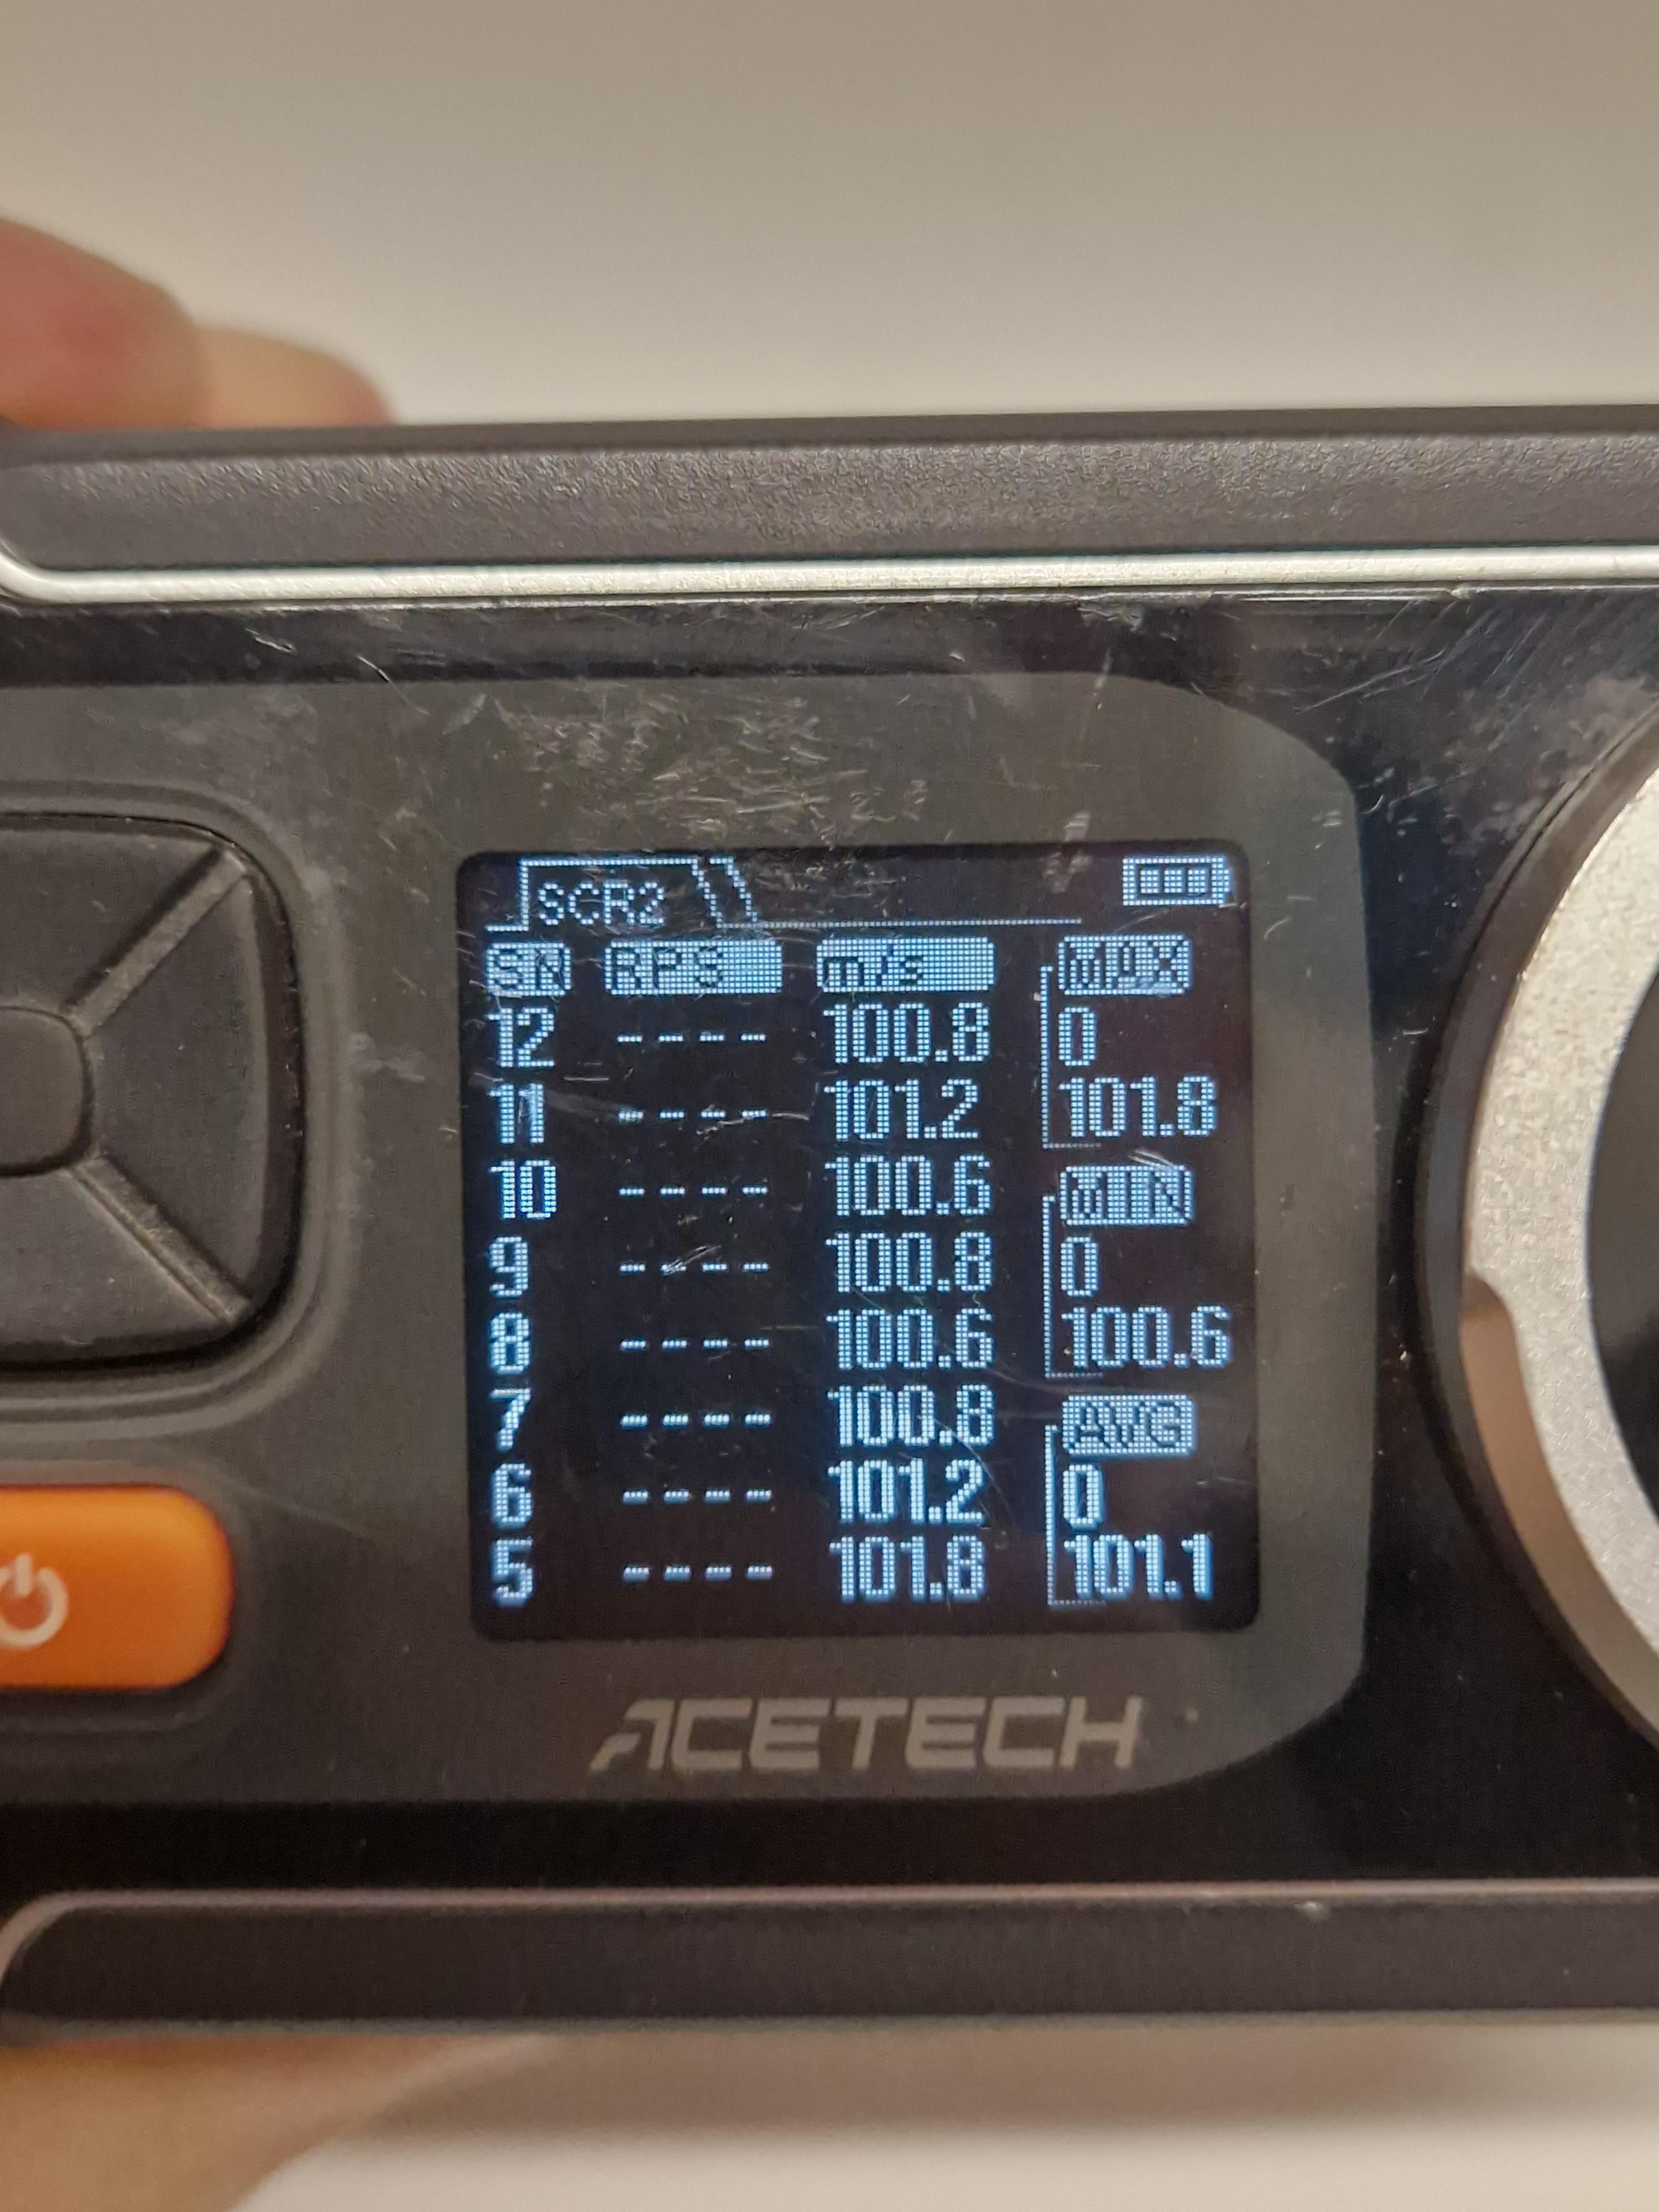 SCR2
SN RPS m/s MAX
12 ---- 100.8 0
11 ---- 101.2 101.8
10 ---- 100.6 MIN
9 ---- 100.8 0
8 ---- 100.6 100.6
7 ---- 100.8 AVG
6 ---- 101.2 0
5 ---- 101.8 101.1
ACETECH